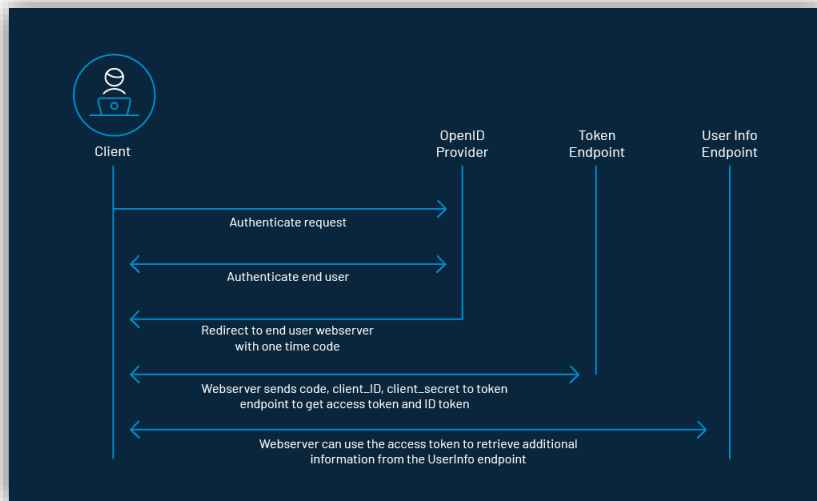 Client
OpenID
Provider
Token
Endpoint
User Info
Endpoint
Authenticate request
Authenticate end user
Redirect to end user webserver
with one time code
Webserver sends code, client_ID, client_secret to token
endpoint to get access token and ID token
Webserver can use the access token to retrieve additional
information from the UserInfo endpoint